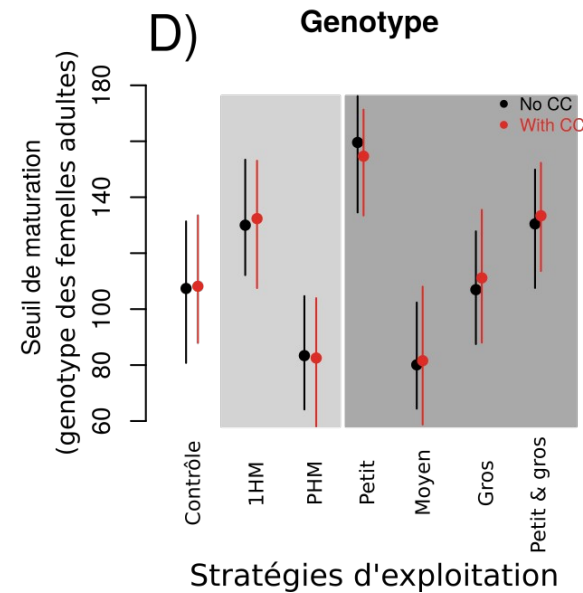 D)
Genotype
Seuil de maturation
(genotype des femelles adultes)
180
140
100
80
60
No CC
With CC
Contrôle
1HM
PHM
Petit
Moyen
Gros
Petit & gros
Stratégies d'exploitation